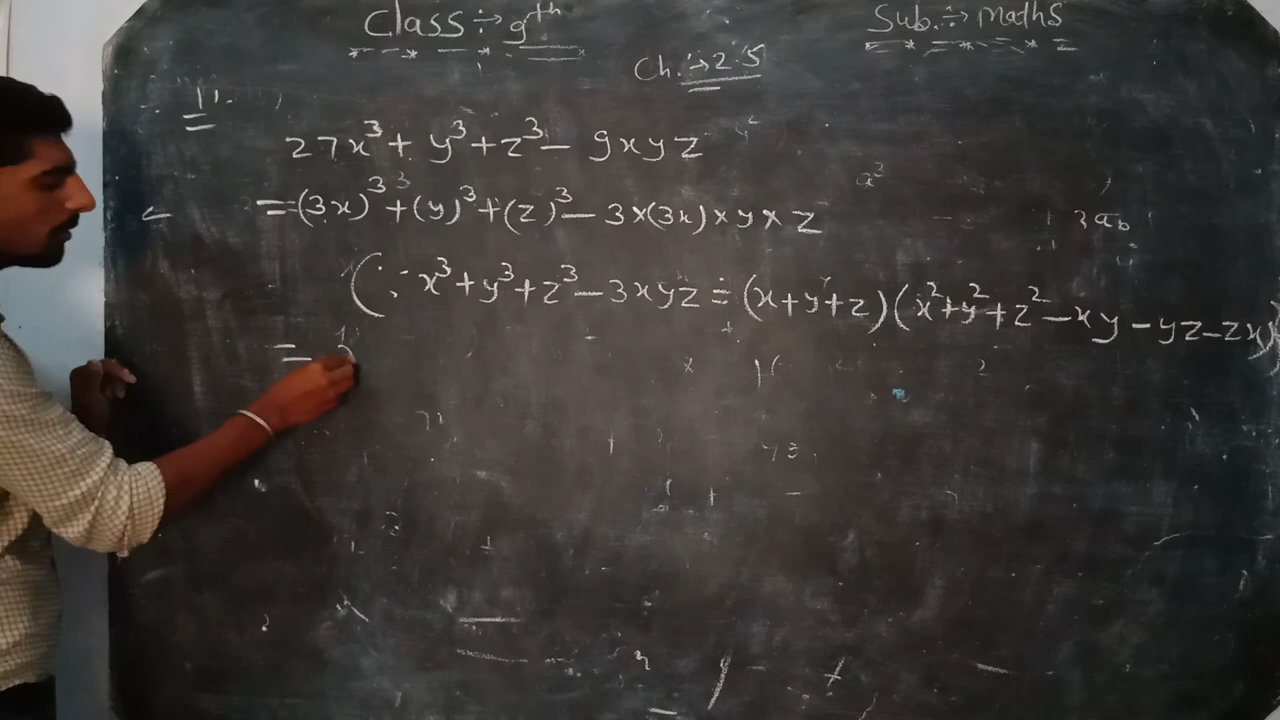 Class :→ 9th
Sub. :→ Maths
Ch. :→ 2.5
11.
27x³ + y³ + z³ – 9xyz
= (3x)³ + (y)³ + (z)³ – 3×(3x)×y×z
(∵ x³ + y³ + z³ – 3xyz = (x+y+z)(x²+y²+z²–xy–yz–zx)
=